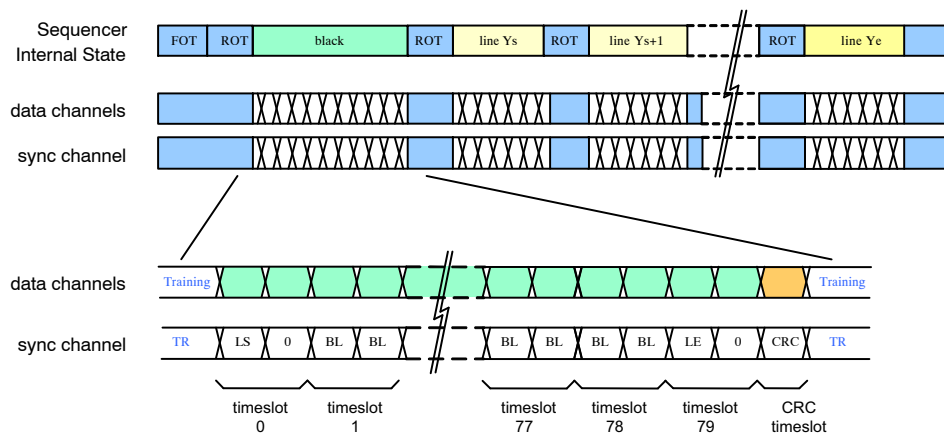 Sequencer
Internal State
FOT ROT black ROT line Ys ROT line Ys+1 ROT line Ye
data channels
sync channel
data channels
Training Training
sync channel
TR LS 0 BL BL BL BL BL BL LE 0 CRC TR
timeslot timeslot timeslot timeslot timeslot CRC
0 1 77 78 79 timeslot